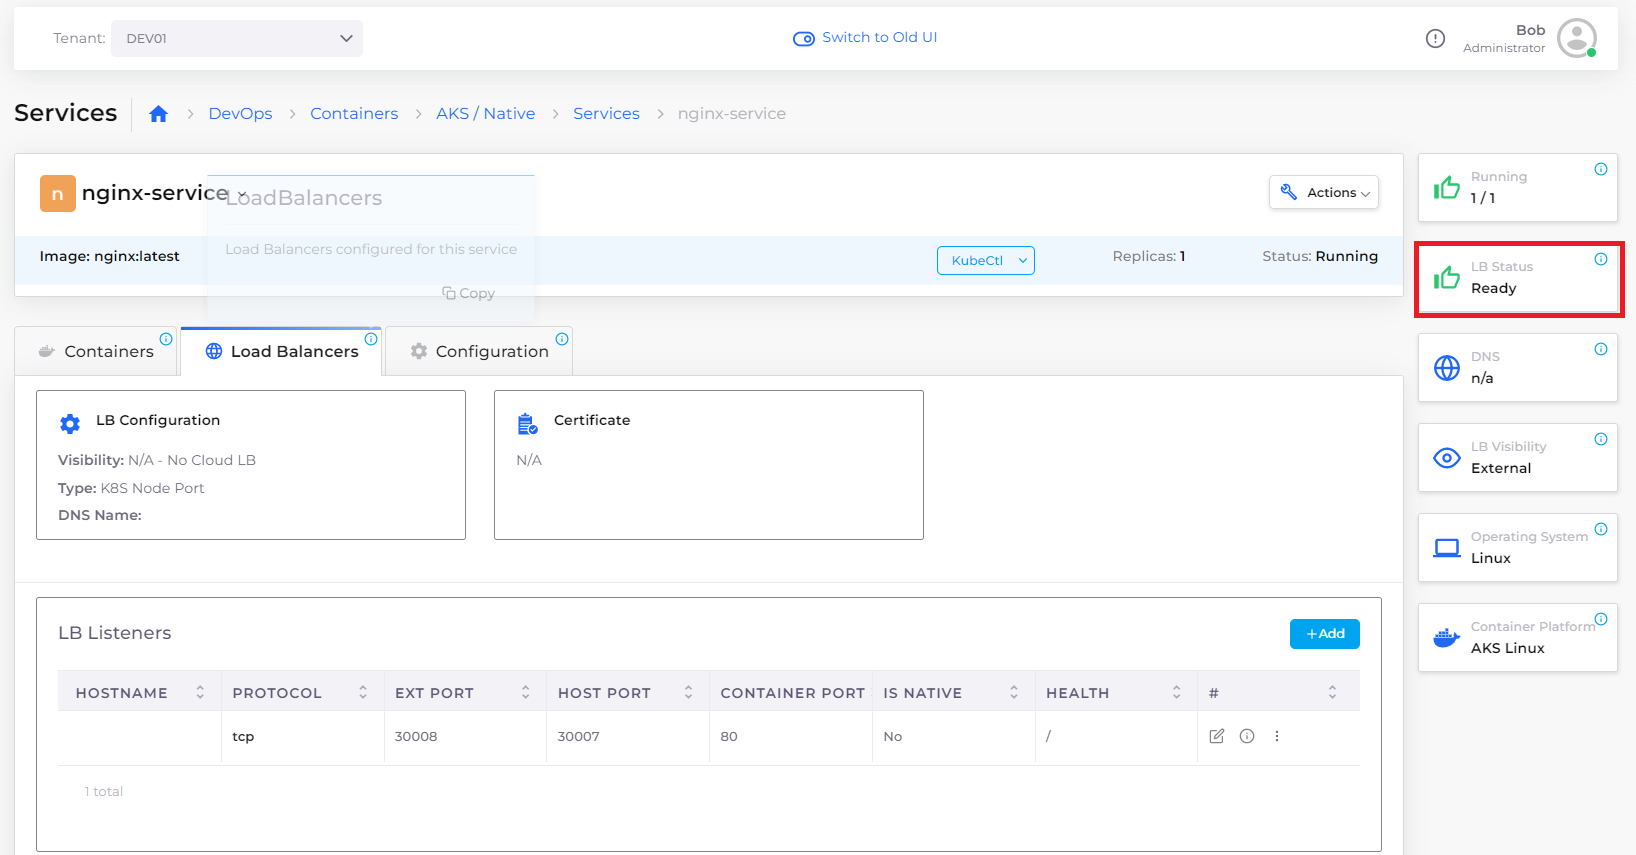 Tenant: DEV01
Switch to Old UI
Bob
Administrator
Services DevOps Containers AKS / Native Services nginx-service
n nginx-service
LoadBalancers
Load Balancers configured for this service
Copy
Actions
Image: nginx:latest
KubeCtl
Replicas: 1
Status: Running
Running
1 / 1
LB Status
Ready
DNS
n/a
LB Visibility
External
Operating System
Linux
Container Platform
AKS Linux
Containers
Load Balancers
Configuration
LB Configuration
Visibility: N/A - No Cloud LB
Type: K8S Node Port
DNS Name:
Certificate
N/A
LB Listeners
+Add
HOSTNAME PROTOCOL EXT PORT HOST PORT CONTAINER PORT IS NATIVE HEALTH #
tcp 30008 30007 80 No /
1 total